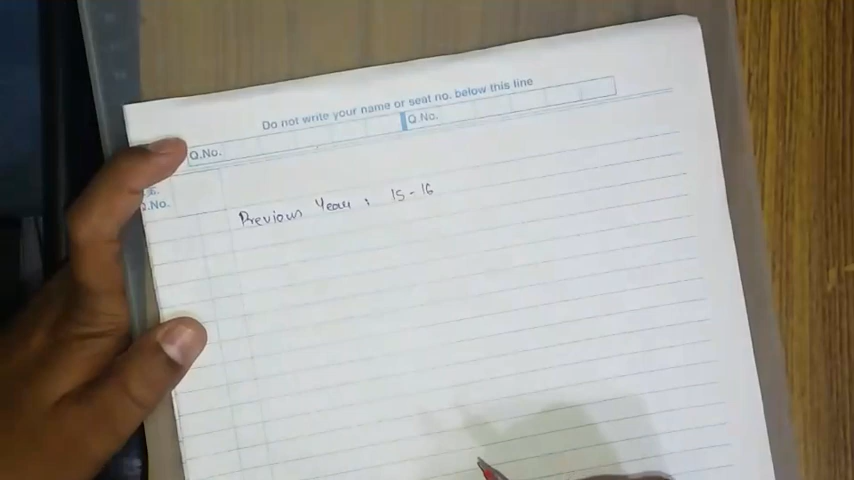 Do not write your name or seat no. below this line
Q.No. Q.No.
Q.No.
Previous Year : 15-16